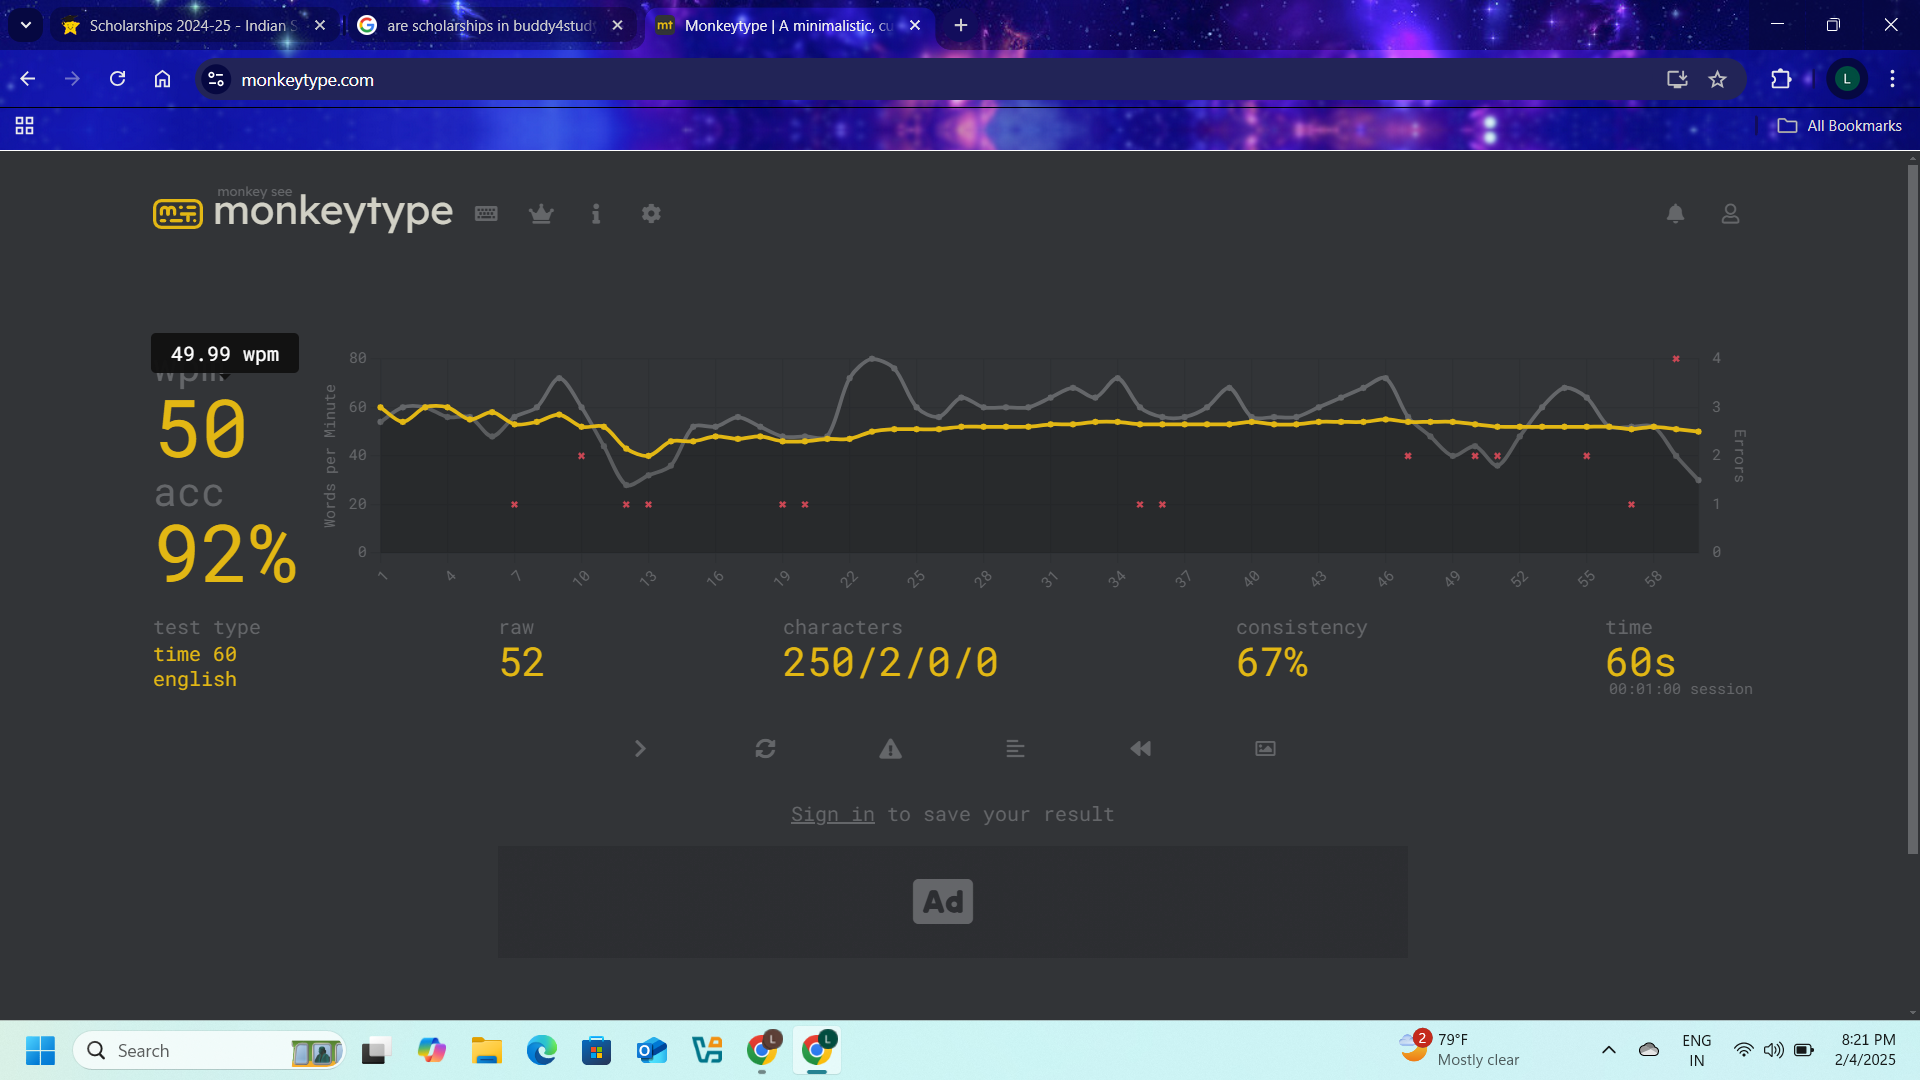 Scholarships 2024-25 - Indian S
are scholarships in buddy4stud
mt
Monkeytype | A minimalistic, cu
monkeytype.com
L
All Bookmarks
monkey see
monkeytype
49.99 wpm
wpm
50
acc
92%
Words per Minute
80
60
40
20
0
1
4
7
10
13
16
19
22
25
28
31
34
37
40
43
46
49
52
55
58
4
3
2
1
0
Errors
test type
time 60
english
raw
52
characters
250/2/0/0
consistency
67%
time
60s
00:01:00 session
Sign in to save your result
Ad
Search
L
L
2
79°F
Mostly clear
ENG
IN
8:21 PM
2/4/2025